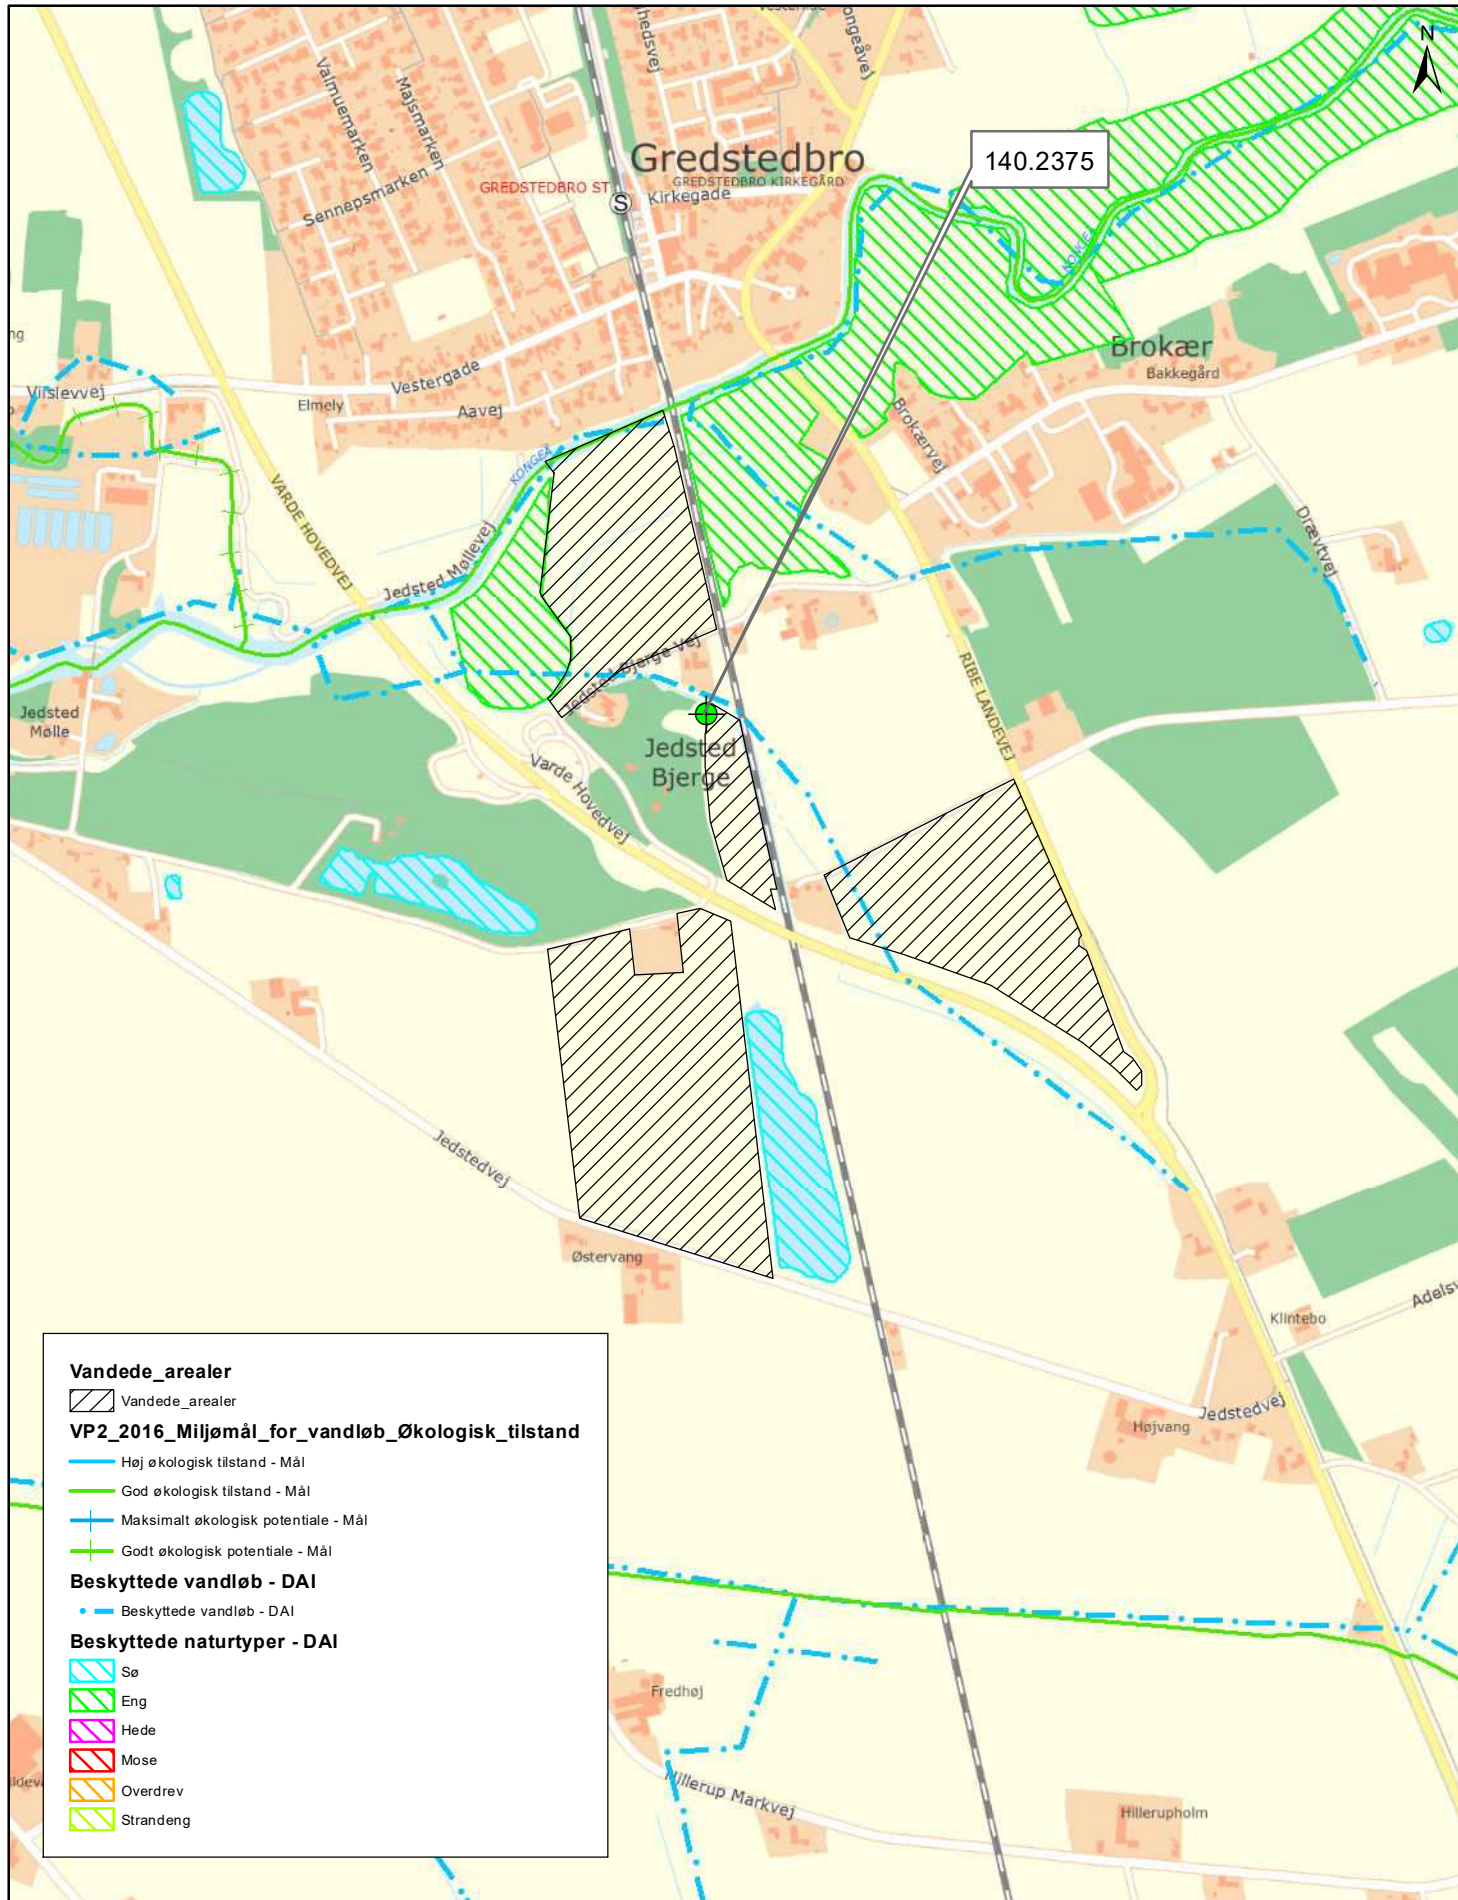 N
140.2375
Valmuemarken
Majsmarken
Sennepsmarken
GREDSTEDBRO ST
S
Gredstedbro
GREDSTEDBRO KIRKEGÅRD
Kirkegade
Brokær
Bakkegård
Vestergade
Elmely
Aavej
Brokærvej
KONGEÅ
VARDE HOVEDVEJ
Jedsted Møllevej
Drævtvej
Jedsted Bjerge Vej
RIBE LANDEVEJ
Jedsted
Mølle
Jedsted
Bjerge
Varde Hovedvej
Jedstedvej
Østervang
Klintebo
Jedstedvej
Højvang
Fredhøj
Hillerup Markvej
Hillerupholm
Vandede_arealer
Vandede_arealer
VP2_2016_Miljømål_for_vandløb_Økologisk_tilstand
Høj økologisk tilstand - Mål
God økologisk tilstand - Mål
Maksimalt økologisk potentiale - Mål
Godt økologisk potentiale - Mål
Beskyttede vandløb - DAI
Beskyttede vandløb - DAI
Beskyttede naturtyper - DAI
Sø
Eng
Hede
Mose
Overdrev
Strandeng